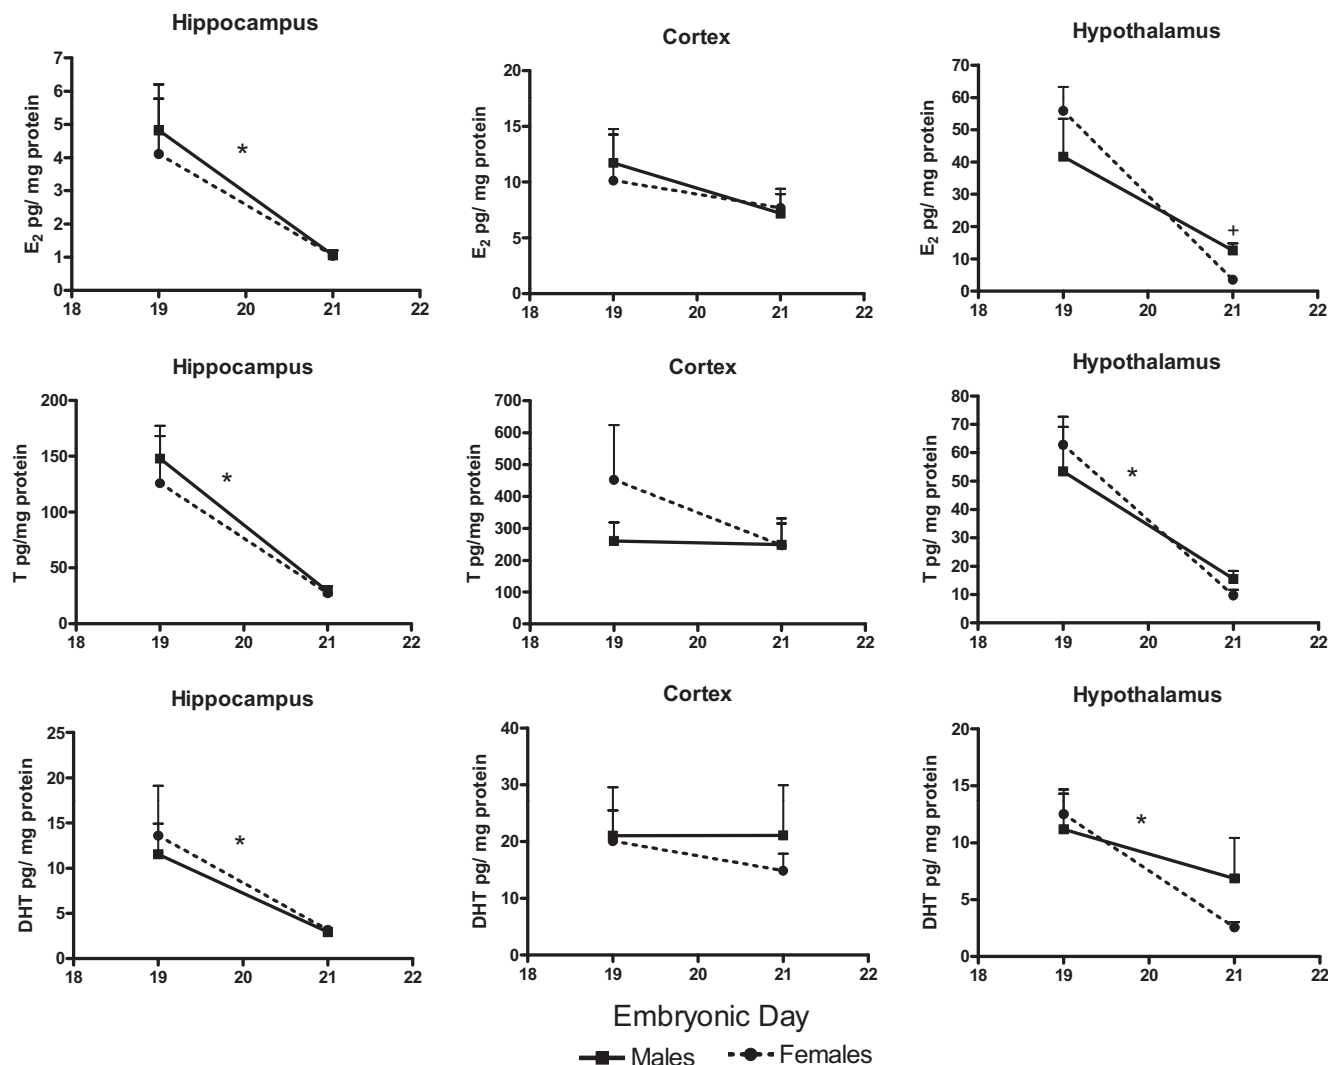 Hippocampus
E2 pg/ mg protein
7
6
5
4
3
2
1
0
18 19 20 21 22
*
Cortex
E2 pg/ mg protein
20
15
10
5
0
18 19 20 21 22
Hypothalamus
E2 pg/ mg protein
70
60
50
40
30
20
10
0
18 19 20 21 22
+
Hippocampus
T pg/mg protein
200
150
100
50
0
18 19 20 21 22
*
Cortex
T pg/mg protein
700
600
500
400
300
200
100
0
18 19 20 21 22
Hypothalamus
T pg/ mg protein
80
70
60
50
40
30
20
10
0
18 19 20 21 22
*
Hippocampus
DHT pg/ mg protein
25
20
15
10
5
0
18 19 20 21 22
*
Cortex
DHT pg/ mg protein
40
30
20
10
0
18 19 20 21 22
Hypothalamus
DHT pg/ mg protein
20
15
10
5
0
18 19 20 21 22
*
Embryonic Day
Males Females